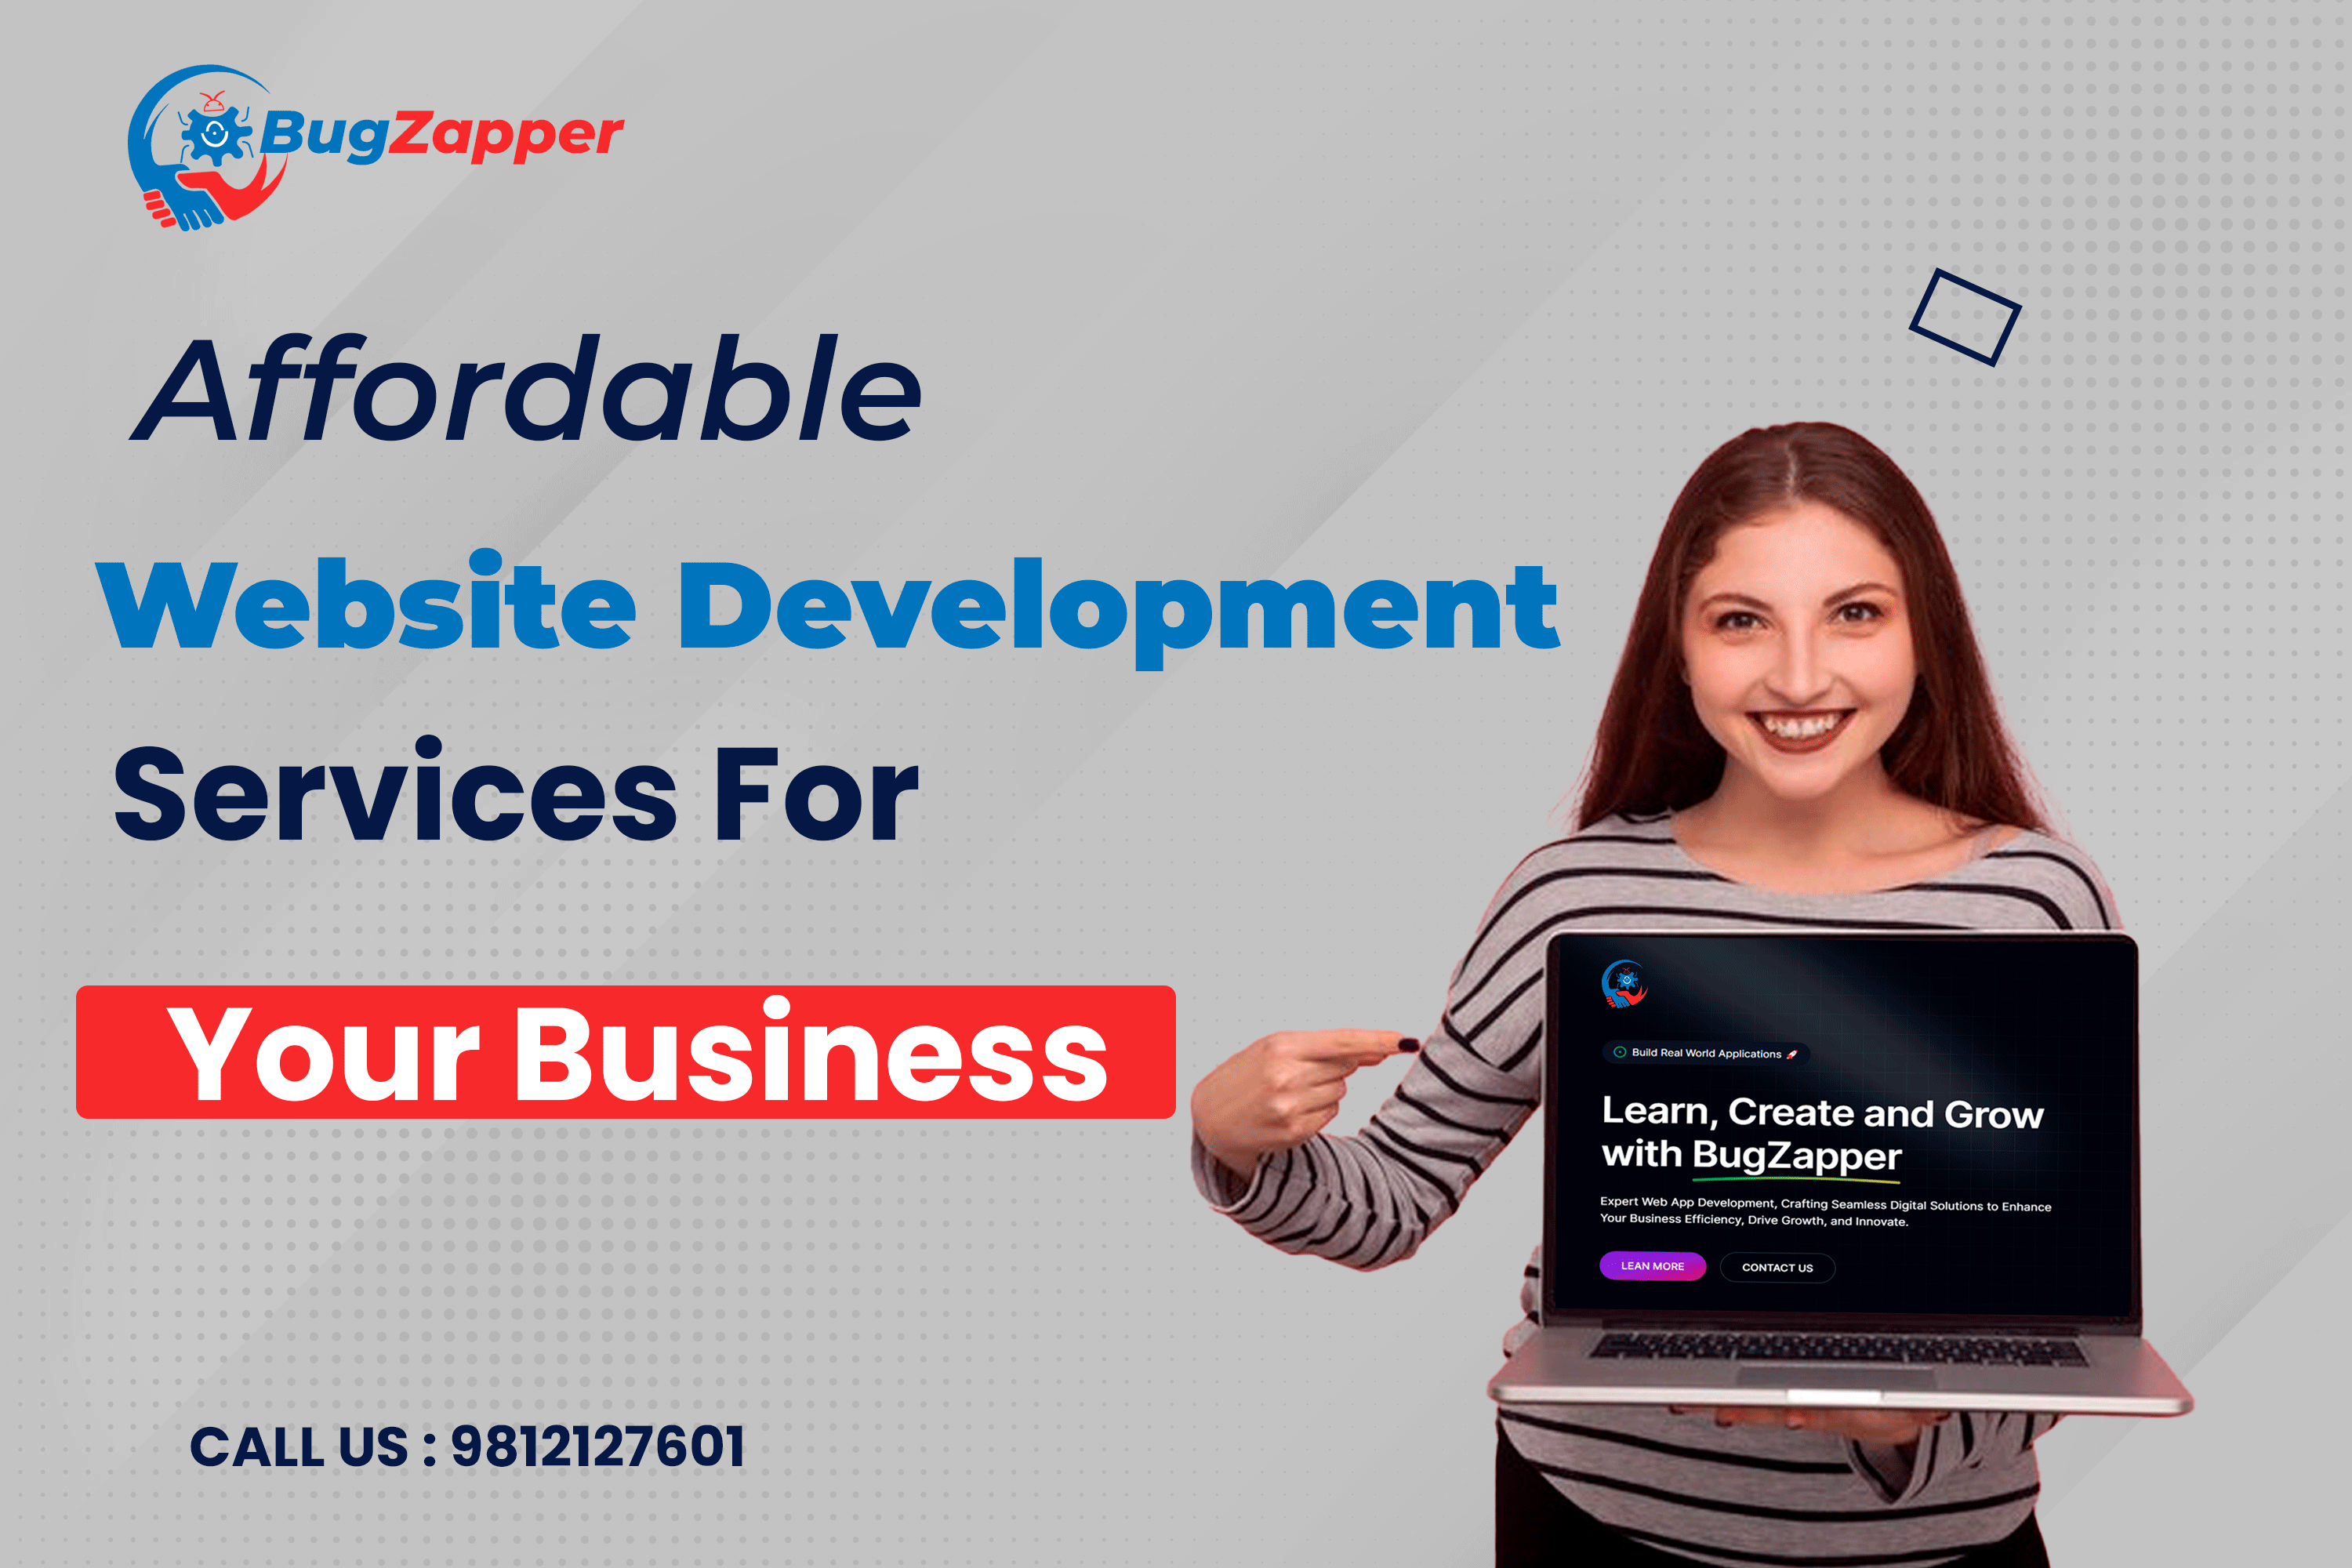 BugZapper
Affordable
Website Development
Services For
Your Business
CALL US : 9812127601
Build Real World Applications
Learn, Create and Grow
with BugZapper
Expert Web App Development, Crafting Seamless Digital Solutions to Enhance
Your Business Efficiency, Drive Growth, and Innovate.
LEAN MORE
CONTACT US